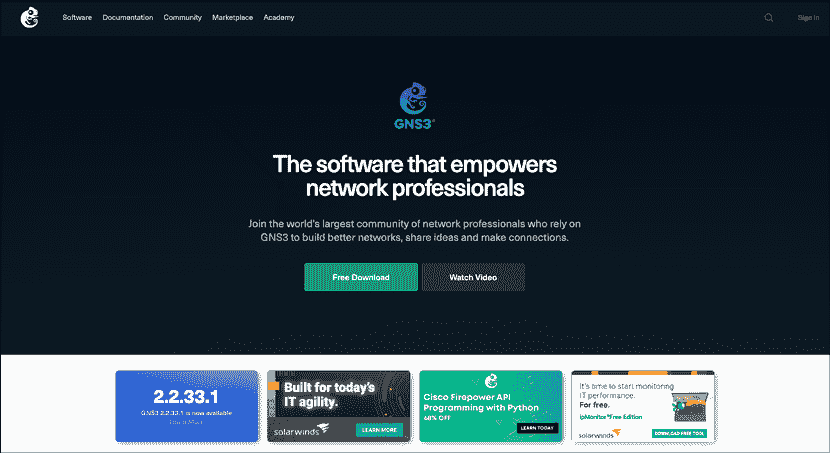 Software Documentation Community Marketplace Academy Sign in
GNS3
The software that empowers
network professionals
Join the world's largest community of network professionals who rely on
GNS3 to build better networks, share ideas and make connections.
Free Download Watch Video
2.2.33.1
GNS3 2.2.33.1 is now available
Built for today's
IT agility.
solarwinds
LEARN MORE
Cisco Firepower API
Programming with Python
LEARN TODAY
It's time to start monitoring
IT performance.
For free.
ipMonitor Free Edition
solarwinds
DOWNLOAD FREE TOOL